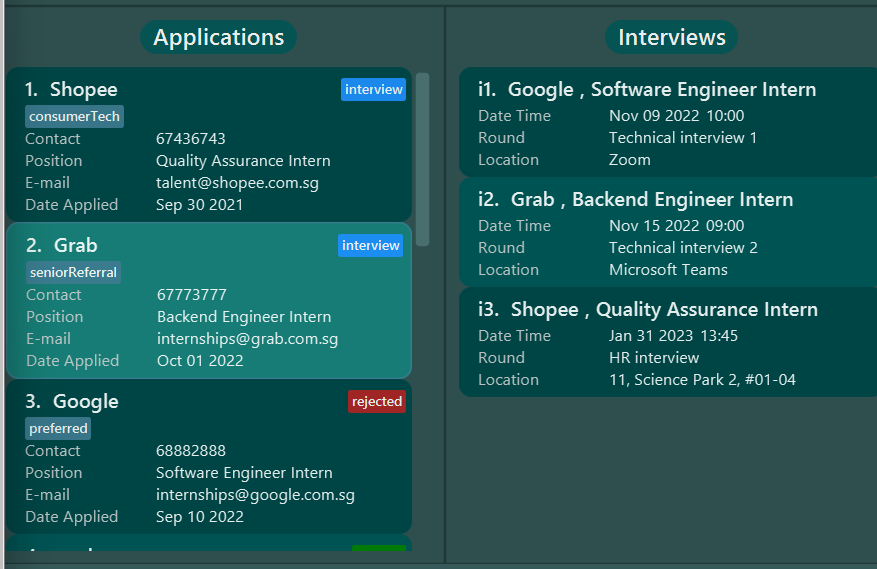 Applications
1. Shopee
interview
consumerTech
Contact 67436743
Position Quality Assurance Intern
E-mail talent@shopee.com.sg
Date Applied Sep 30 2021
2. Grab
interview
seniorReferral
Contact 67773777
Position Backend Engineer Intern
E-mail internships@grab.com.sg
Date Applied Oct 01 2022
3. Google
rejected
preferred
Contact 68882888
Position Software Engineer Intern
E-mail internships@google.com.sg
Date Applied Sep 10 2022
Interviews
i1. Google , Software Engineer Intern
Date Time Nov 09 2022 10:00
Round Technical interview 1
Location Zoom
i2. Grab , Backend Engineer Intern
Date Time Nov 15 2022 09:00
Round Technical interview 2
Location Microsoft Teams
i3. Shopee , Quality Assurance Intern
Date Time Jan 31 2023 13:45
Round HR interview
Location 11, Science Park 2, #01-04